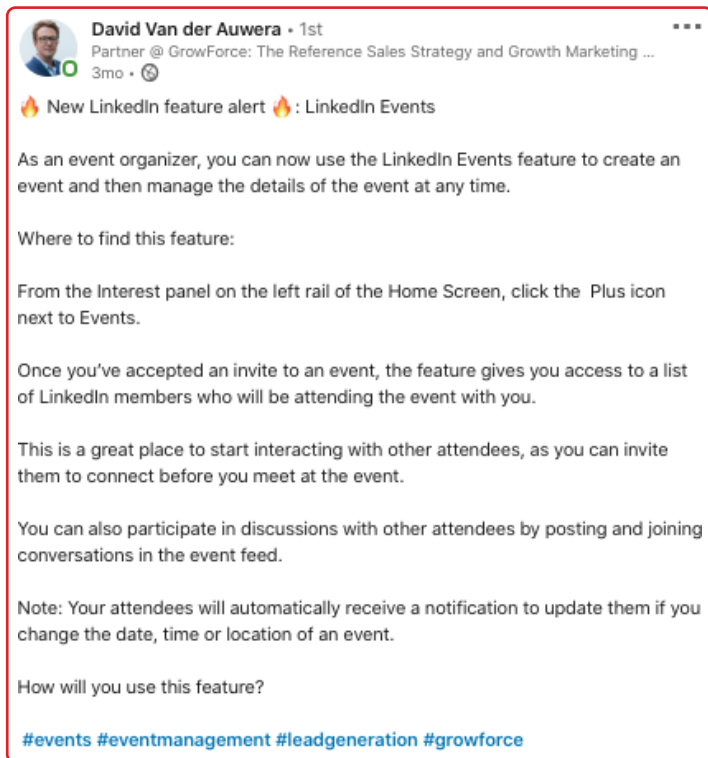 David Van der Auwera • 1st
Partner @ GrowForce: The Reference Sales Strategy and Growth Marketing ...
3mo •
🔥 New LinkedIn feature alert 🔥: LinkedIn Events
As an event organizer, you can now use the LinkedIn Events feature to create an
event and then manage the details of the event at any time.
Where to find this feature:
From the Interest panel on the left rail of the Home Screen, click the  Plus icon
next to Events.
Once you've accepted an invite to an event, the feature gives you access to a list
of LinkedIn members who will be attending the event with you.
This is a great place to start interacting with other attendees, as you can invite
them to connect before you meet at the event.
You can also participate in discussions with other attendees by posting and joining
conversations in the event feed.
Note: Your attendees will automatically receive a notification to update them if you
change the date, time or location of an event.
How will you use this feature?
#events #eventmanagement #leadgeneration #growforce